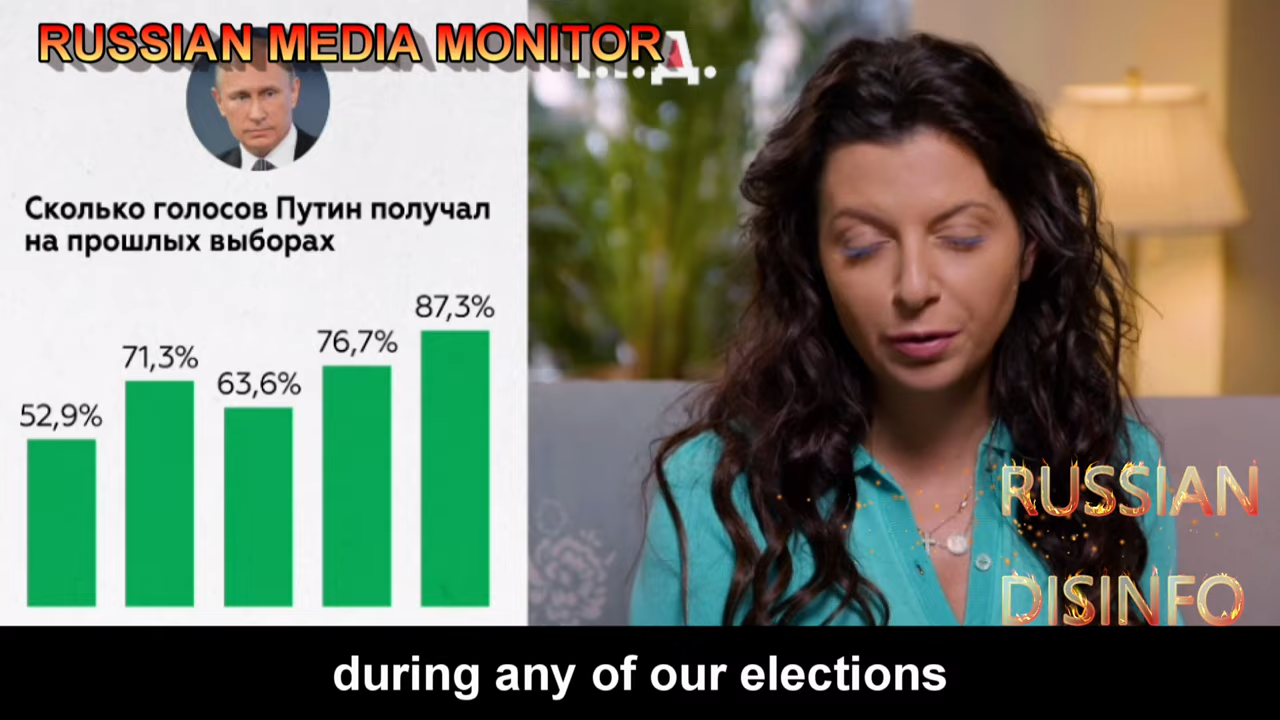 RUSSIAN MEDIA MONITOR
Сколько голосов Путин получал
на прошлых выборах
87,3%
76,7%
71,3%
63,6%
52,9%
RUSSIAN
DISINFO
during any of our elections